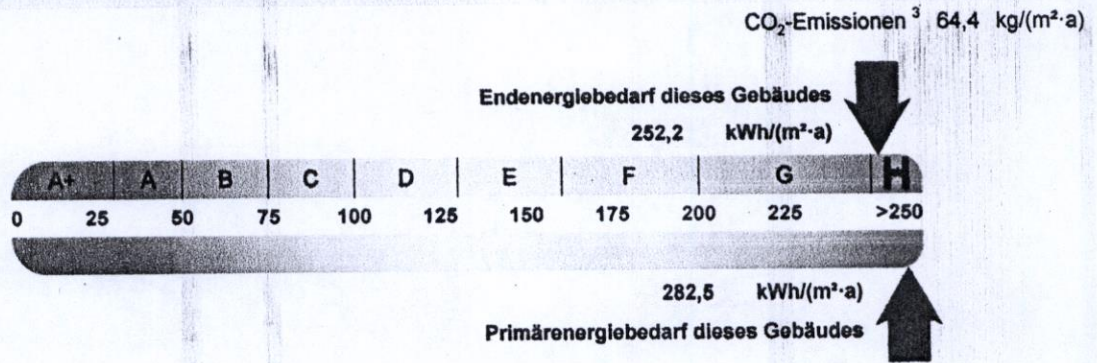 CO₂-Emissionen ³ 64,4 kg/(m²·a)
Endenergiebedarf dieses Gebäudes
252,2 kWh/(m²·a)
A+ A B C D E F G H
0 25 50 75 100 125 150 175 200 225 >250
282,5 kWh/(m²·a)
Primärenergiebedarf dieses Gebäudes